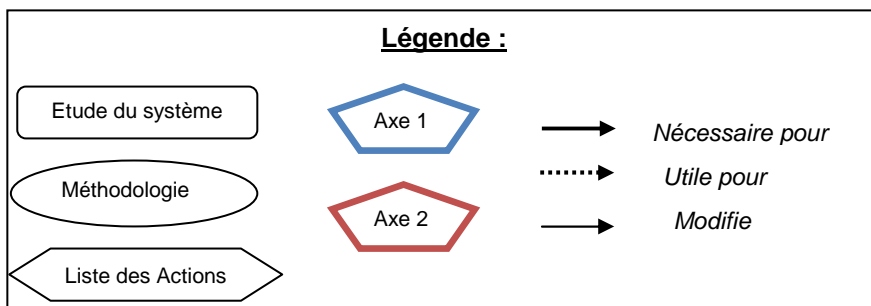 Légende :
Etude du système
Axe 1
Nécessaire pour
Utile pour
Méthodologie
Axe 2
Modifie
Liste des Actions